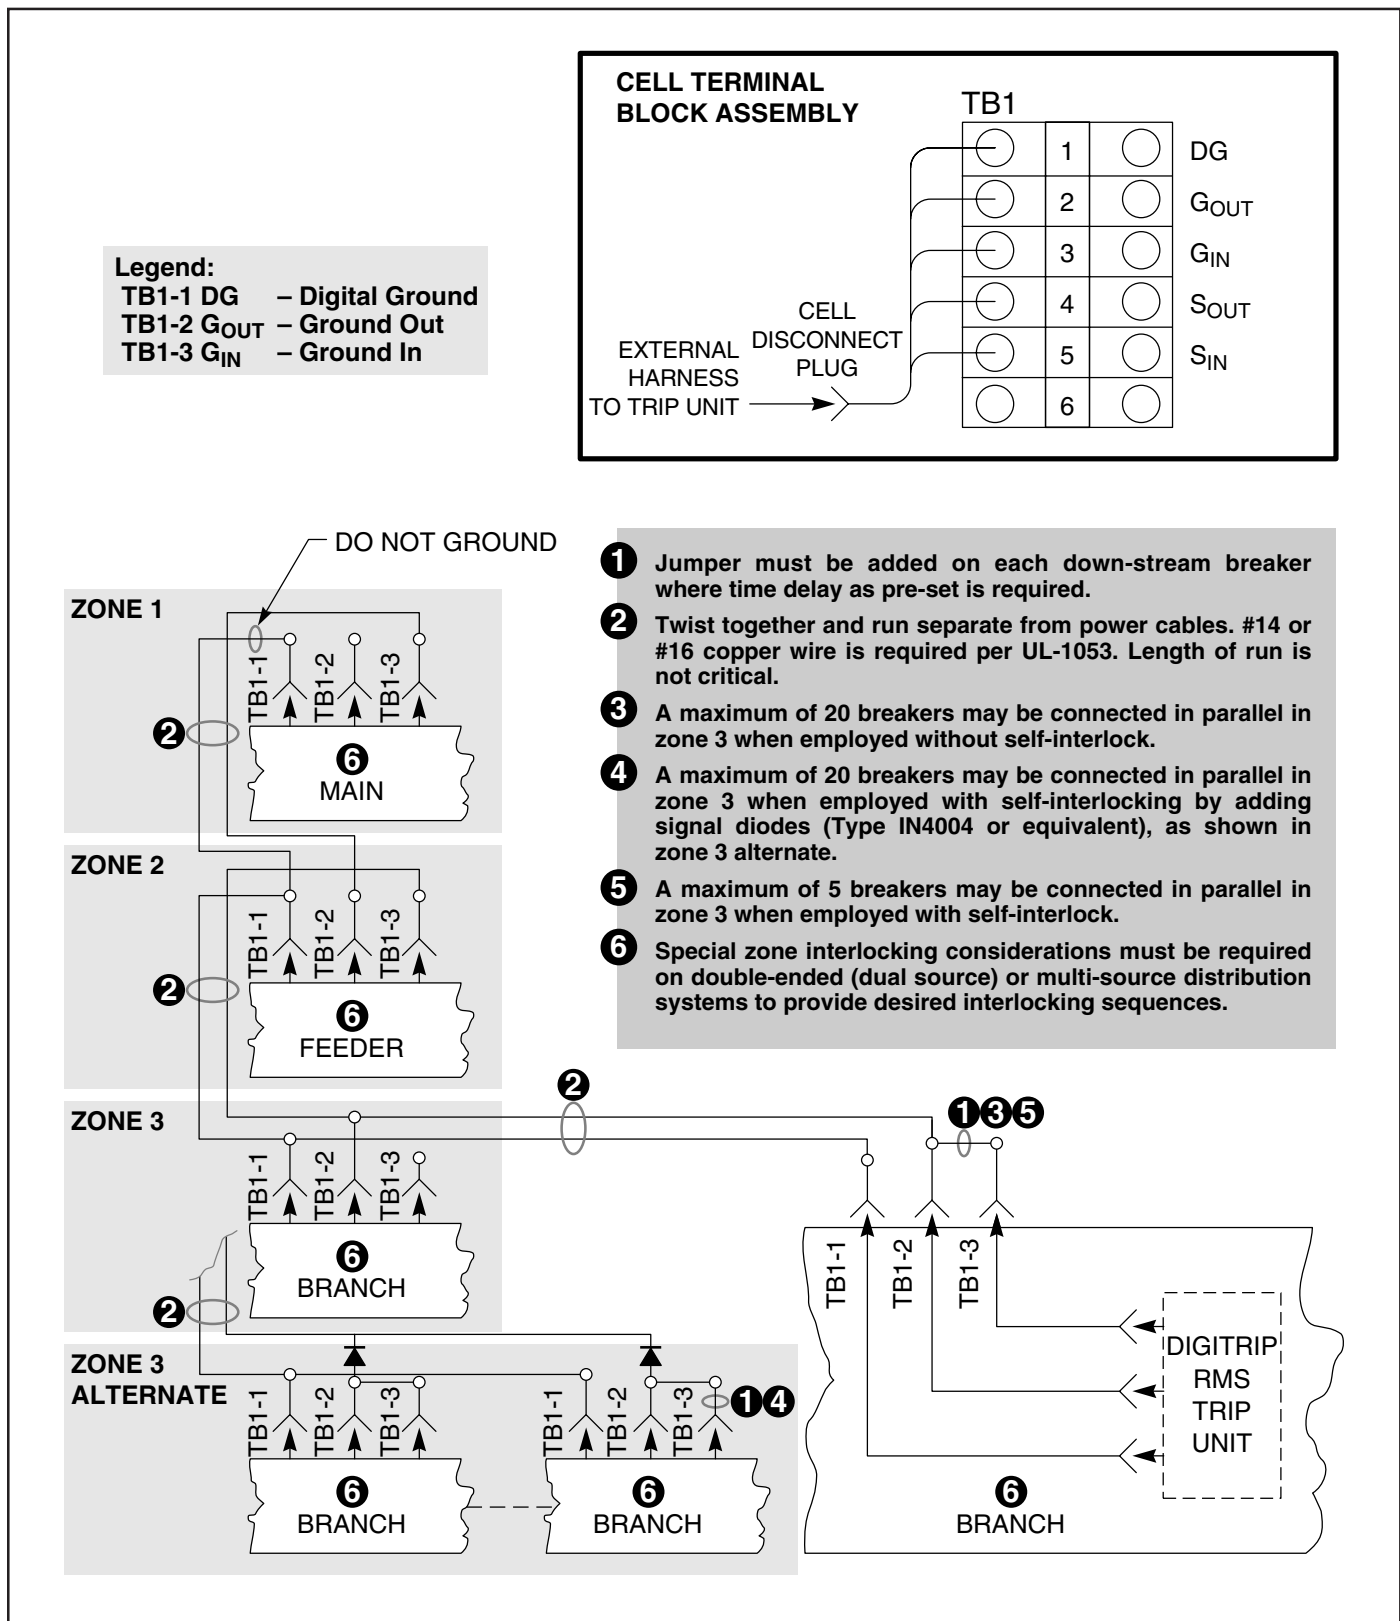 CELL TERMINAL
BLOCK ASSEMBLY
TB1
1 DG
2 GOUT
3 GIN
4 SOUT
5 SIN
6
CELL
DISCONNECT
PLUG
EXTERNAL
HARNESS
TO TRIP UNIT
Legend:
TB1-1 DG – Digital Ground
TB1-2 GOUT – Ground Out
TB1-3 GIN – Ground In
DO NOT GROUND
ZONE 1
TB1-1
TB1-2
TB1-3
2
6
MAIN
ZONE 2
TB1-1
TB1-2
TB1-3
2
6
FEEDER
1 Jumper must be added on each down-stream breaker
where time delay as pre-set is required.
2 Twist together and run separate from power cables. #14 or
#16 copper wire is required per UL-1053. Length of run is
not critical.
3 A maximum of 20 breakers may be connected in parallel in
zone 3 when employed without self-interlock.
4 A maximum of 20 breakers may be connected in parallel in
zone 3 when employed with self-interlocking by adding
signal diodes (Type IN4004 or equivalent), as shown in
zone 3 alternate.
5 A maximum of 5 breakers may be connected in parallel in
zone 3 when employed with self-interlock.
6 Special zone interlocking considerations must be required
on double-ended (dual source) or multi-source distribution
systems to provide desired interlocking sequences.
ZONE 3
2
1 3 5
TB1-1
TB1-2
TB1-3
6
BRANCH
2
TB1-1
TB1-2
TB1-3
DIGITRIP
RMS
TRIP
UNIT
6
BRANCH
ZONE 3
ALTERNATE
TB1-1
TB1-2
TB1-3
TB1-1
TB1-2
TB1-3
1 4
6
BRANCH
6
BRANCH